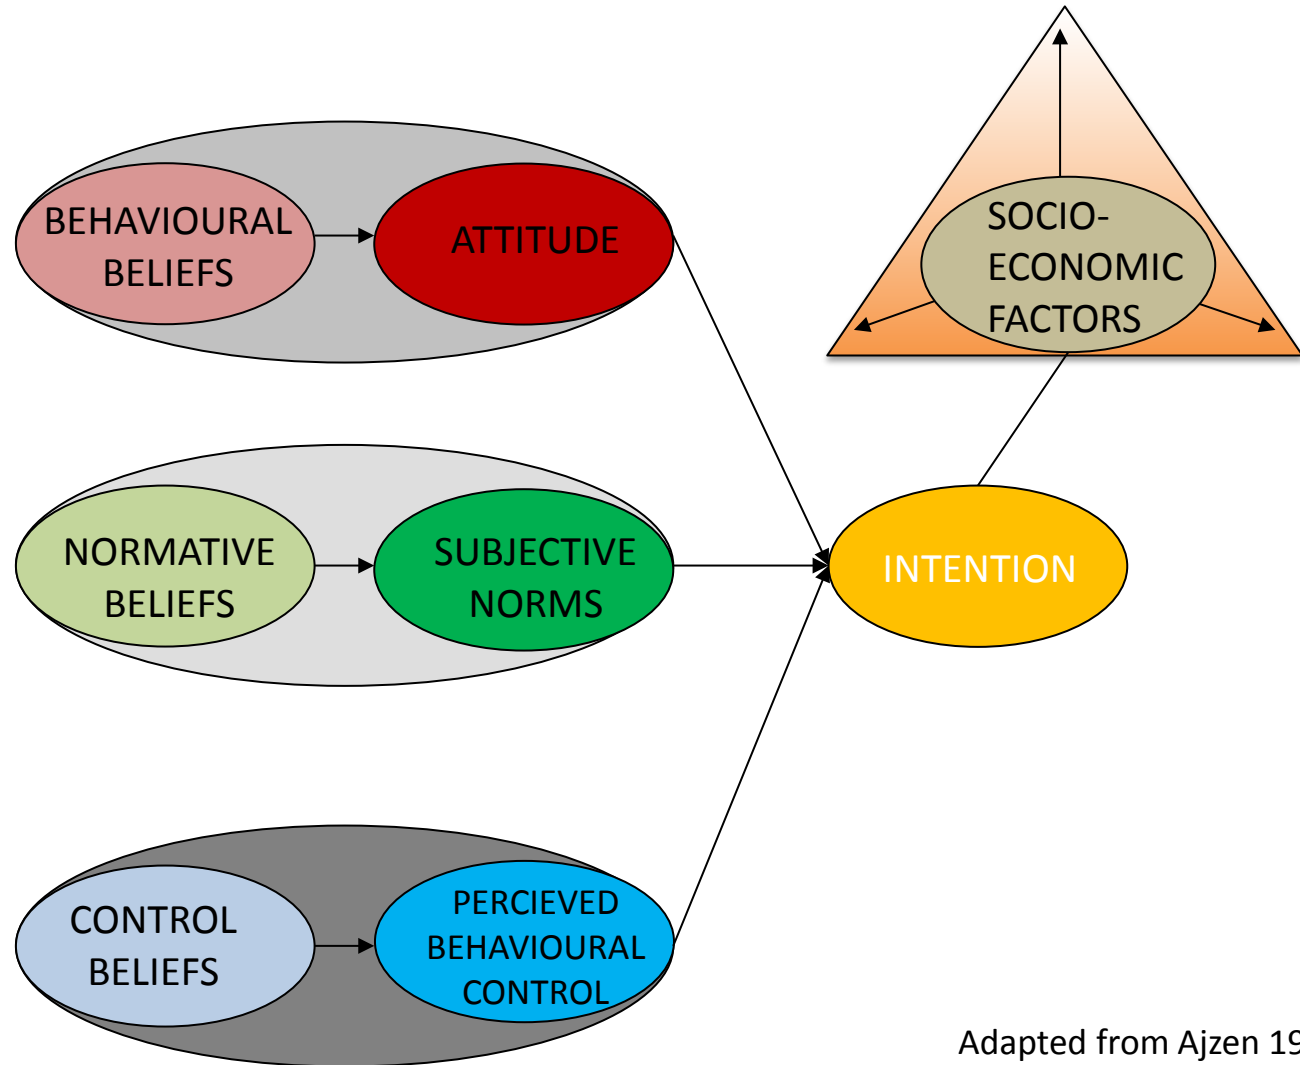 BEHAVIOURAL
BELIEFS
ATTITUDE
SOCIO-
ECONOMIC
FACTORS
NORMATIVE
BELIEFS
SUBJECTIVE
NORMS
INTENTION
CONTROL
BELIEFS
PERCIEVED
BEHAVIOURAL
CONTROL
Adapted from Ajzen 19